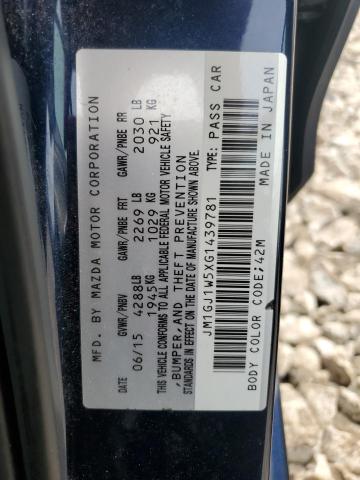 MFD. BY MAZDA MOTOR CORPORATION
DATE GVWR/PNBV GAWR/PNBE FRT GAWR/PNBE RR
06/15 4288LB 2269 LB 2030 LB
1945KG 1029 KG 921 KG
THIS VEHICLE CONFORMS TO ALL APPLICABLE FEDERAL MOTOR VEHICLE SAFETY
,BUMPER,AND THEFT PREVENTION
STANDARDS IN EFFECT ON THE DATE OF MANUFACTURE SHOWN ABOVE.
JM1GJ1W5XG1439781 TYPE: PASS CAR
BODY COLOR CODE;42M MADE IN JAPAN